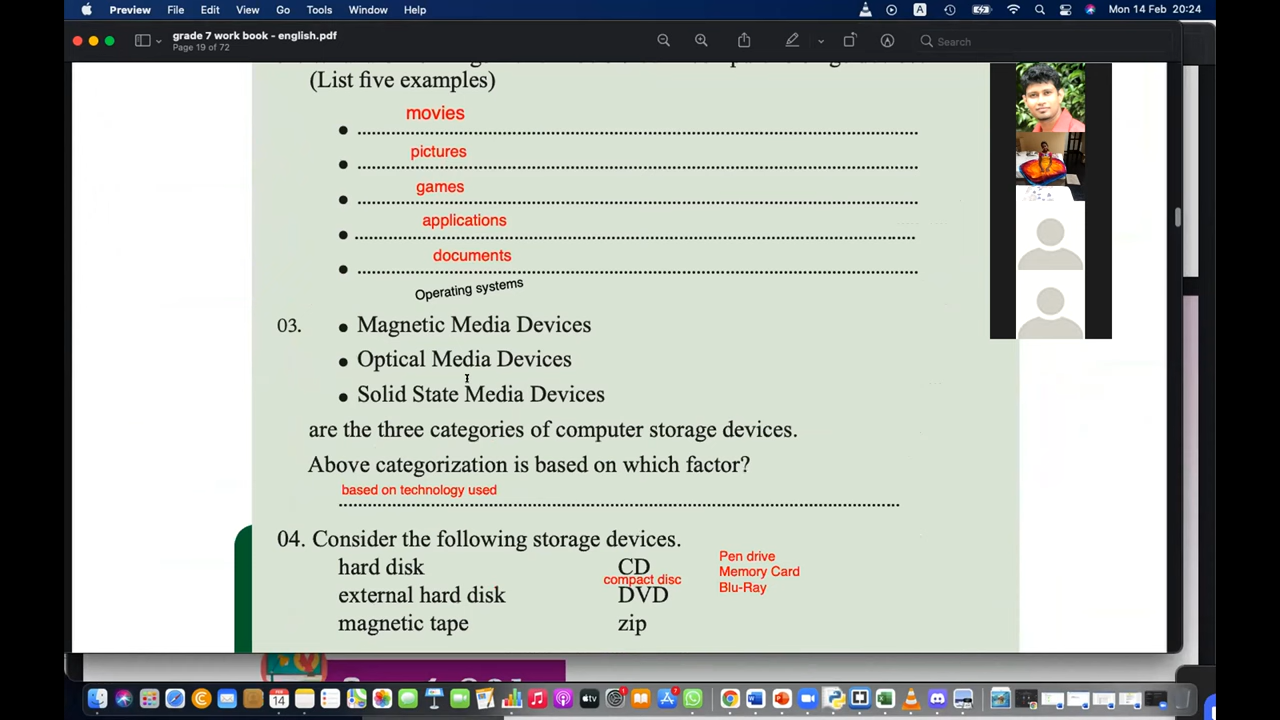 Preview File Edit View Go Tools Window Help A Mon 14 Feb 20:24
grade 7 work book - english.pdf
Page 19 of 72
Search
(List five examples)
movies
pictures
games
applications
documents
Operating systems
03. • Magnetic Media Devices
• Optical Media Devices
• Solid State Media Devices
are the three categories of computer storage devices.
Above categorization is based on which factor?
based on technology used
04. Consider the following storage devices.
hard disk CD Pen drive
compact disc Memory Card
external hard disk DVD Blu-Ray
magnetic tape zip